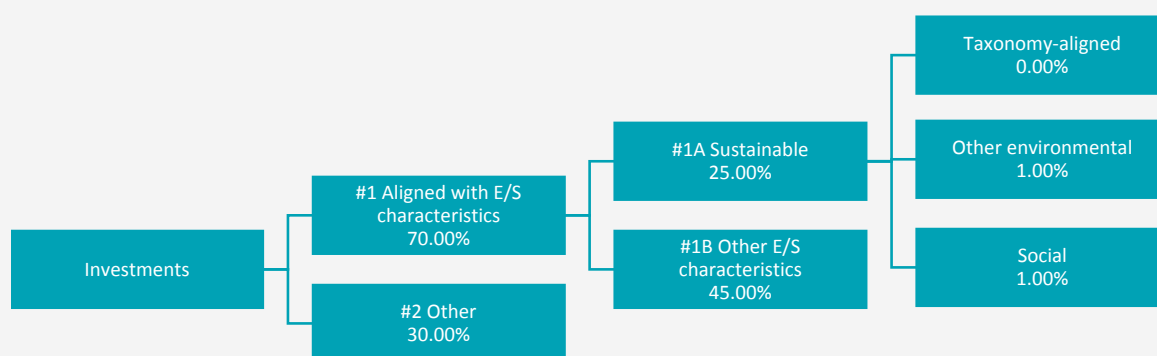 Investments
#1 Aligned with E/S
characteristics
70.00%
#2 Other
30.00%
#1A Sustainable
25.00%
#1B Other E/S
characteristics
45.00%
Taxonomy-aligned
0.00%
Other environmental
1.00%
Social
1.00%